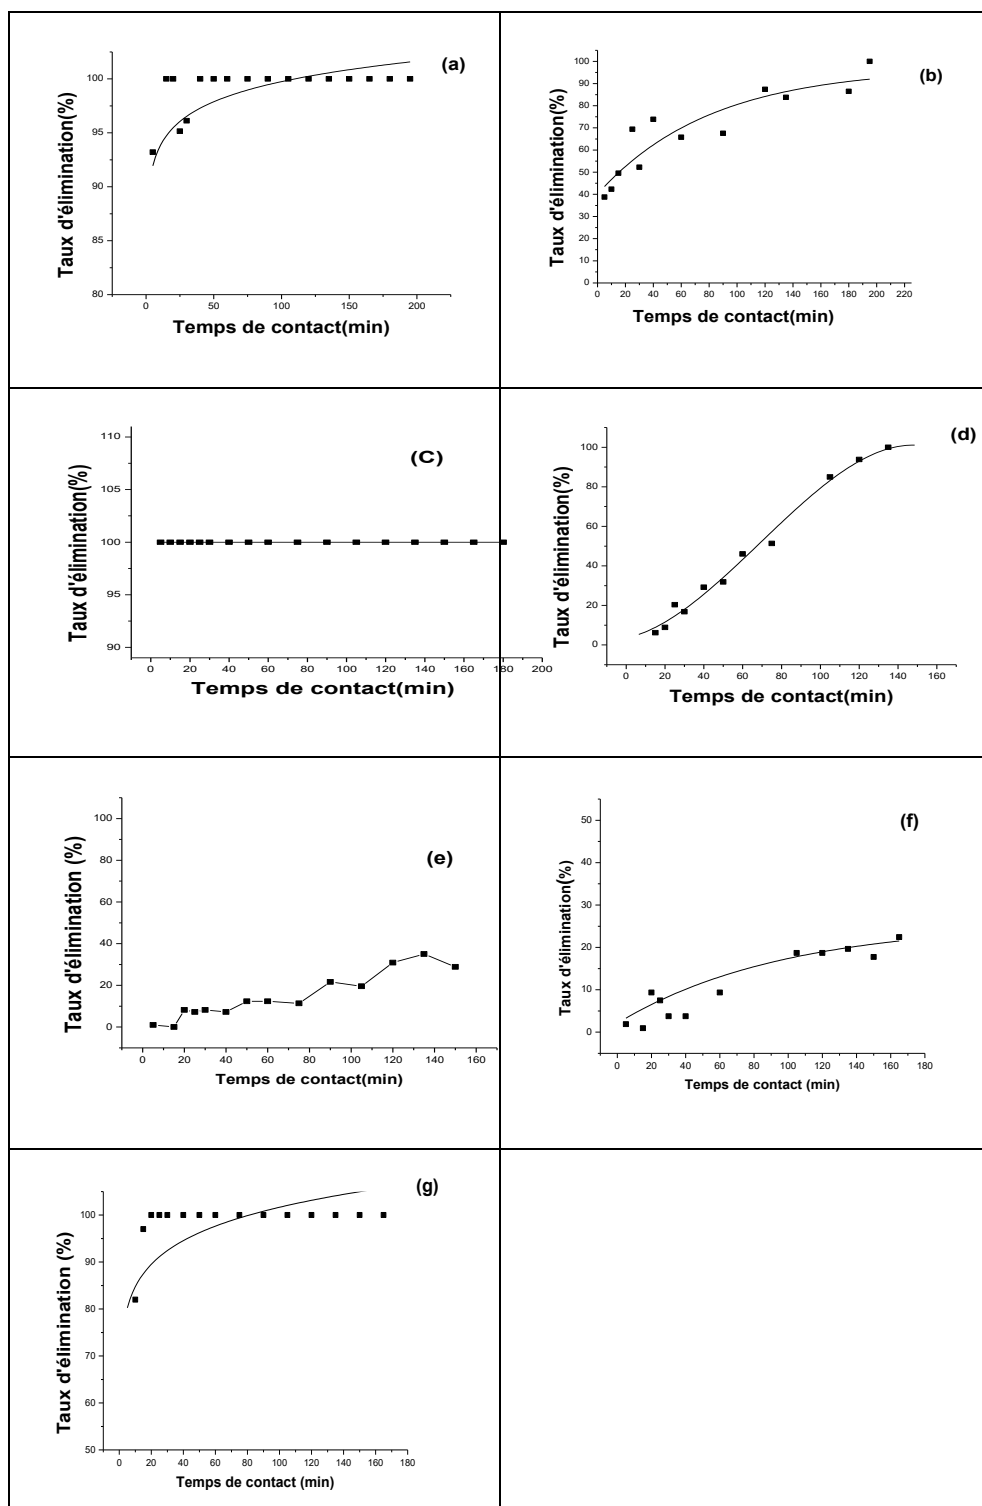 (a)
Taux d'élimination(%)
100
95
90
85
80
0 50 100 150 200
Temps de contact(min)
(b)
Taux d'élimination(%)
100
90
80
70
60
50
40
30
20
10
0
0 20 40 60 80 100 120 140 160 180 200 220
Temps de contact(min)
(C)
Taux d'élimination(%)
110
105
100
95
90
0 20 40 60 80 100 120 140 160 180 200
Temps de contact(min)
(d)
Taux d'élimination(%)
100
80
60
40
20
0
0 20 40 60 80 100 120 140 160
Temps de contact(min)
(e)
Taux d'élimination (%)
100
80
60
40
20
0
0 20 40 60 80 100 120 140 160
Temps de contact(min)
(f)
Taux d'élimination(%)
50
40
30
20
10
0
0 20 40 60 80 100 120 140 160 180
Temps de contact (min)
(g)
Taux d'élimination (%)
100
90
80
70
60
50
0 20 40 60 80 100 120 140 160 180
Temps de contact (min)